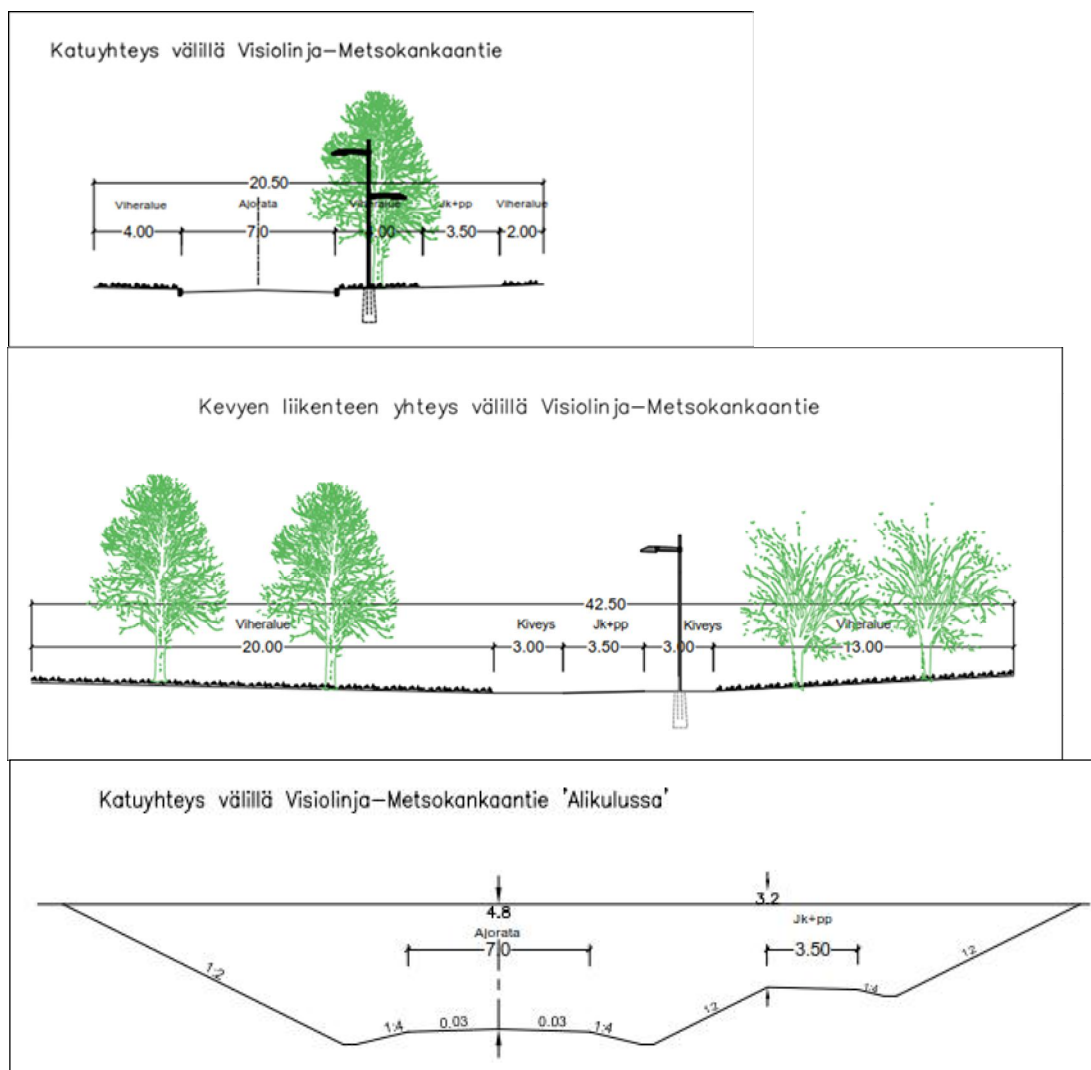 Katuyhteys välillä Visiolinja-Metsokankaantie
20.50
Viheralue Ajorata Viheralue Jk+pp Viheralue
4.00 7.0 .00 3.50 2.00
Kevyen liikenteen yhteys välillä Visiolinja-Metsokankaantie
42.50
Viheralue Kiveys Jk+pp Kiveys Viheralue
20.00 3.00 3.50 3.00 13.00
Katuyhteys välillä Visiolinja-Metsokankaantie 'Alikulussa'
4.8 3.2
Ajorata Jk+pp
7.0 3.50
1:2 1:4 0.03 0.03 1:4 1:2 1:4 1:2